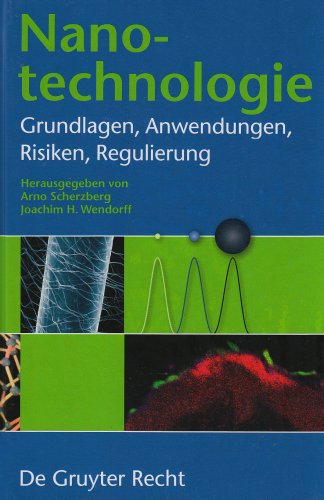 Nano-
technologie
Grundlagen, Anwendungen,
Risiken, Regulierung
Herausgegeben von
Arno Scherzberg
Joachim H. Wendorff
De Gruyter Recht